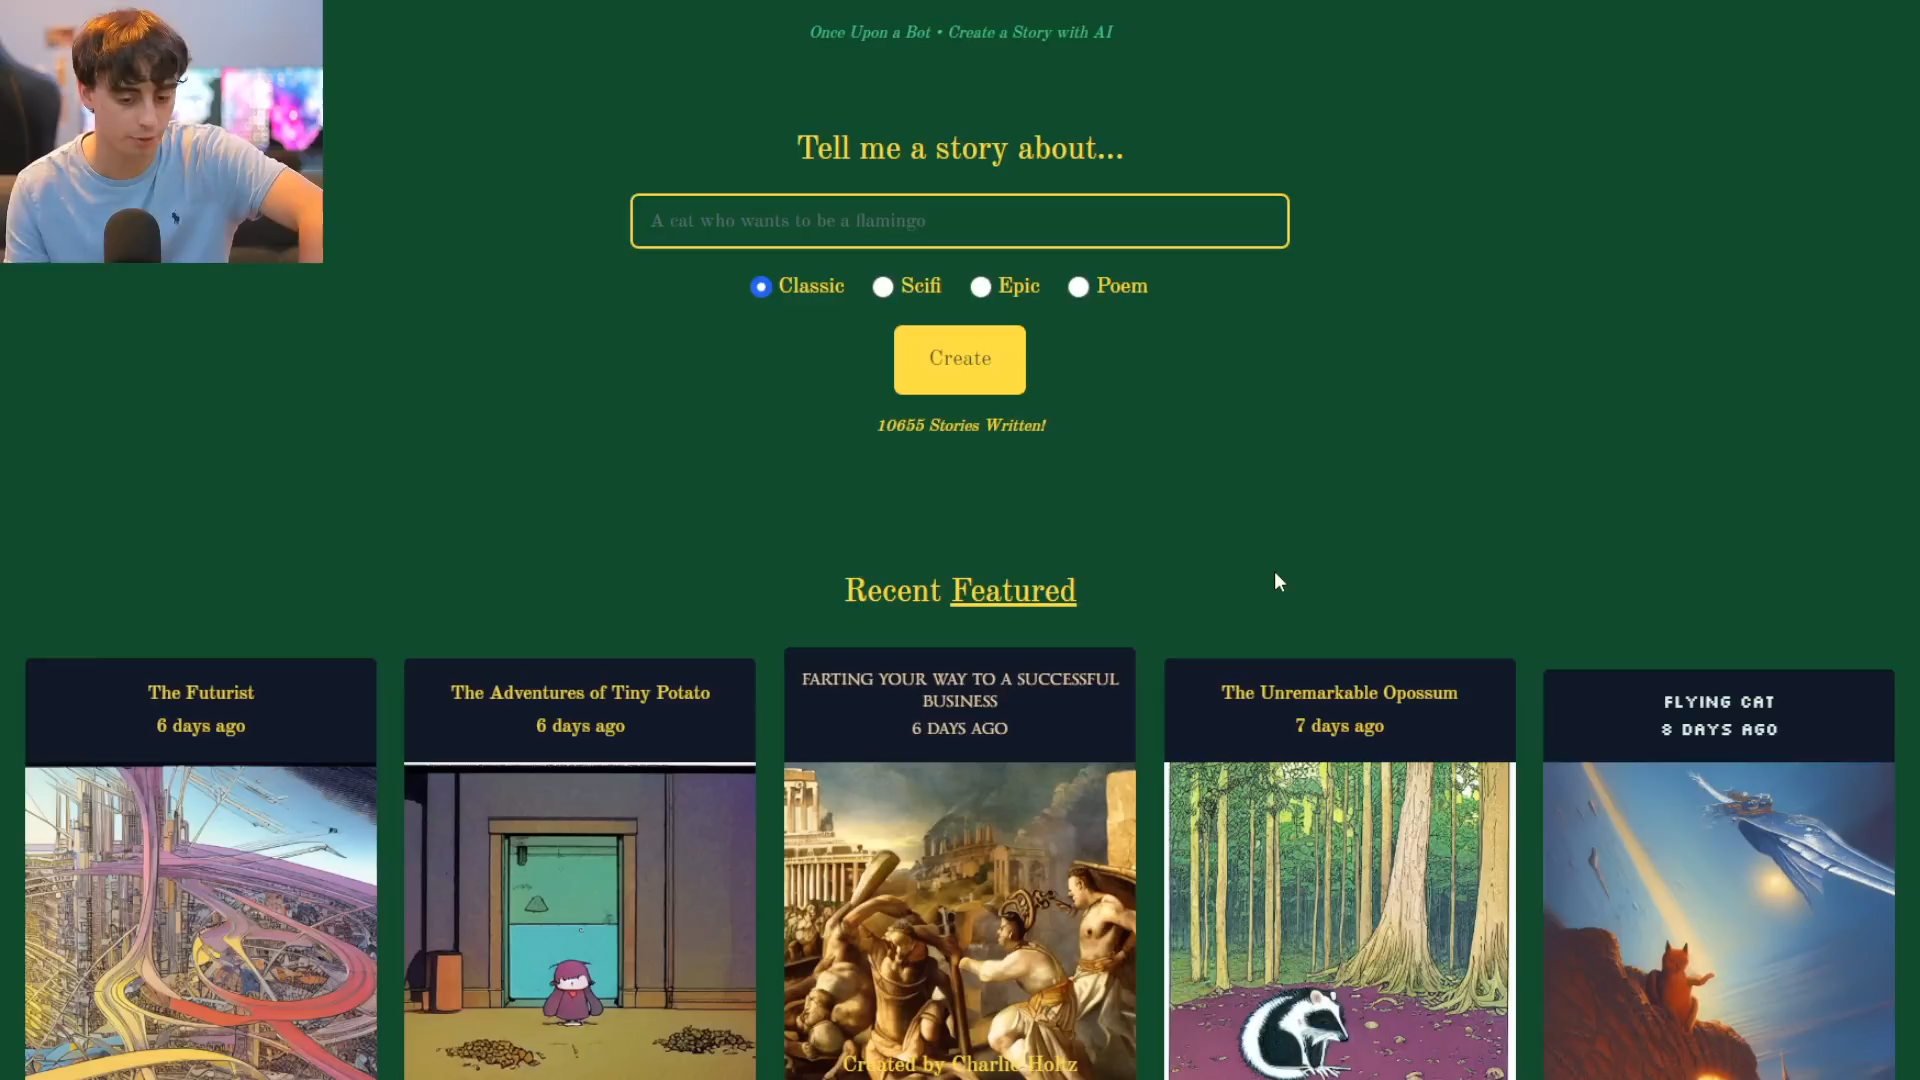 Once Upon a Bot • Create a Story with AI
Tell me a story about...
A cat who wants to be a flamingo
Classic Scifi Epic Poem
Create
10655 Stories Written!
Recent Featured
The Futurist
6 days ago
The Adventures of Tiny Potato
6 days ago
FARTING YOUR WAY TO A SUCCESSFUL
BUSINESS
6 DAYS AGO
The Unremarkable Opossum
7 days ago
FLYING CAT
8 DAYS AGO
Created by Charlie Holtz